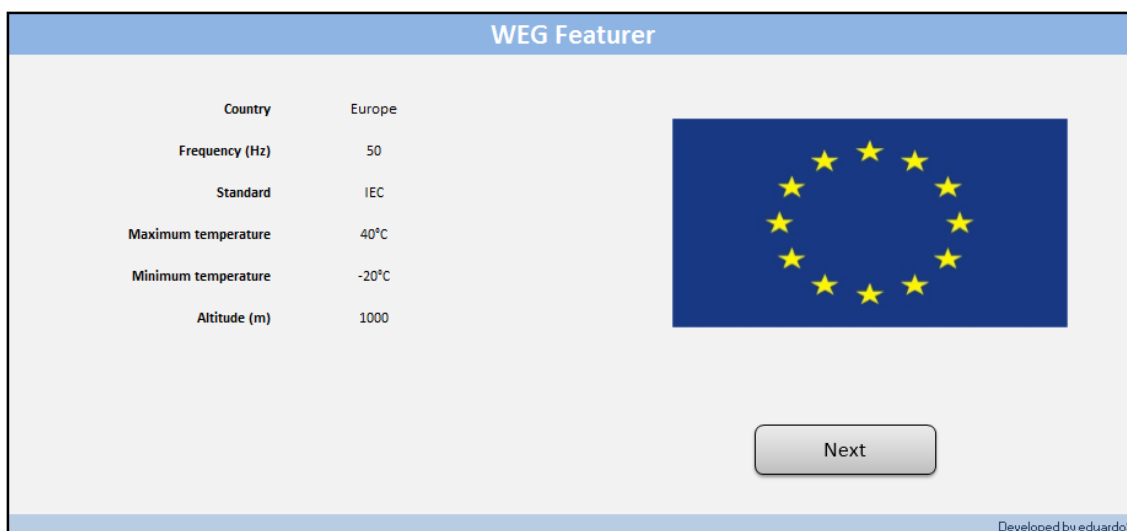 WEG Featurer
Country Europe
Frequency (Hz) 50
Standard IEC
Maximum temperature 40°C
Minimum temperature -20°C
Altitude (m) 1000
Next
Developed by eduardo